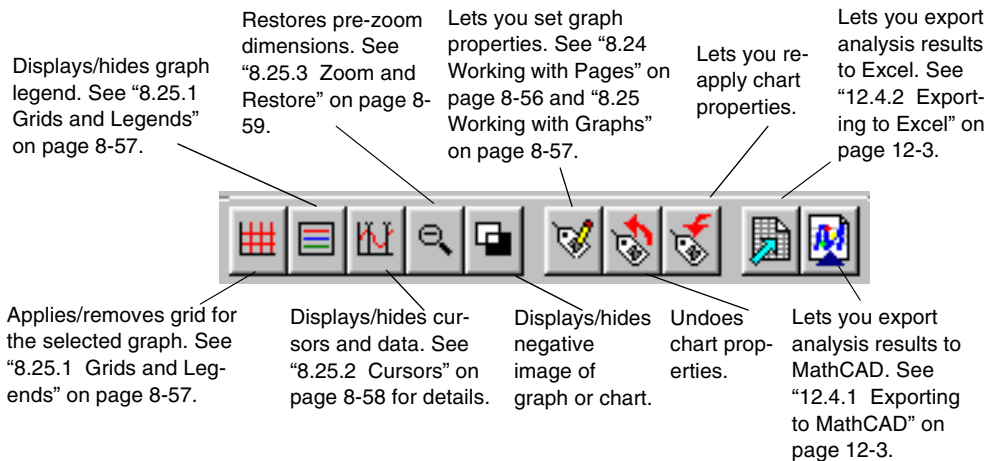 Displays/hides graph
legend. See “8.25.1
Grids and Legends”
on page 8-57.
Restores pre-zoom
dimensions. See
“8.25.3  Zoom and
Restore” on page 8-
59.
Lets you set graph
properties. See “8.24
Working with Pages” on
page 8-56 and “8.25
Working with Graphs”
on page 8-57.
Lets you re-
apply chart
properties.
Lets you export
analysis results
to Excel. See
“12.4.2  Export-
ing to Excel” on
page 12-3.
Applies/removes grid for
the selected graph. See
“8.25.1  Grids and Leg-
ends” on page 8-57.
Displays/hides cur-
sors and data. See
“8.25.2  Cursors” on
page 8-58 for details.
Displays/hides
negative
image of
graph or chart.
Undoes
chart prop-
erties.
Lets you export
analysis results to
MathCAD. See
“12.4.1  Exporting
to MathCAD” on
page 12-3.